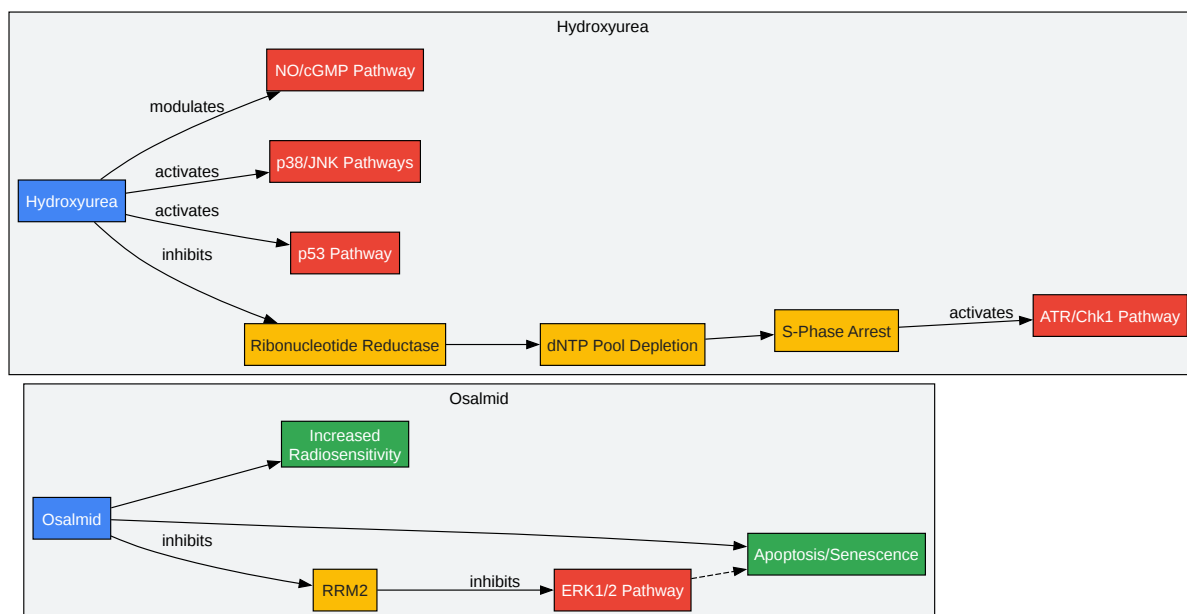 Hydroxyurea
NO/cGMP Pathway
modulates
p38/JNK Pathways
activates
Hydroxyurea
activates
p53 Pathway
inhibits
ATR/Chk1 Pathway
activates
S-Phase Arrest
Ribonucleotide Reductase
dNTP Pool Depletion
Osalmid
Increased
Radiosensitivity
Osalmid
inhibits
Apoptosis/Senescence
RRM2
inhibits
ERK1/2 Pathway